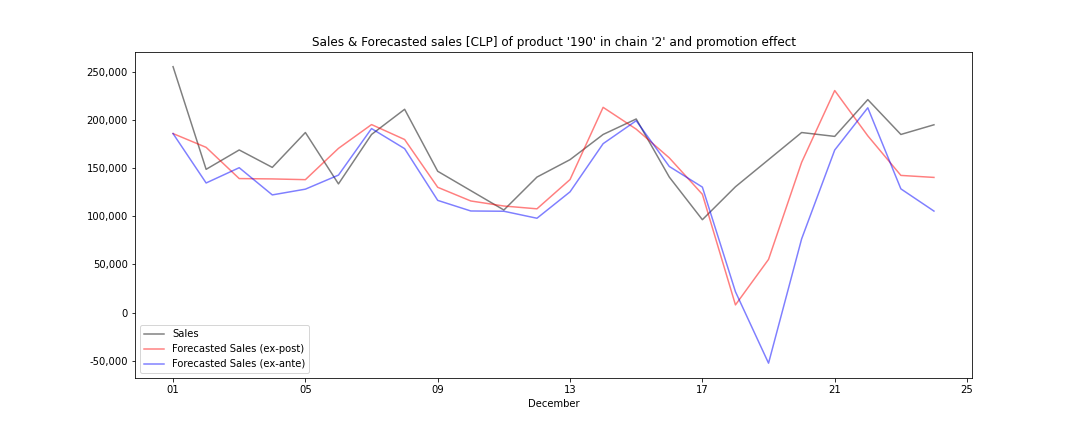 Sales & Forecasted sales [CLP] of product '190' in chain '2' and promotion effect
250,000
200,000
150,000
100,000
50,000
0
-50,000
Sales
Forecasted Sales (ex-post)
Forecasted Sales (ex-ante)
01 05 09 13 17 21 25
December